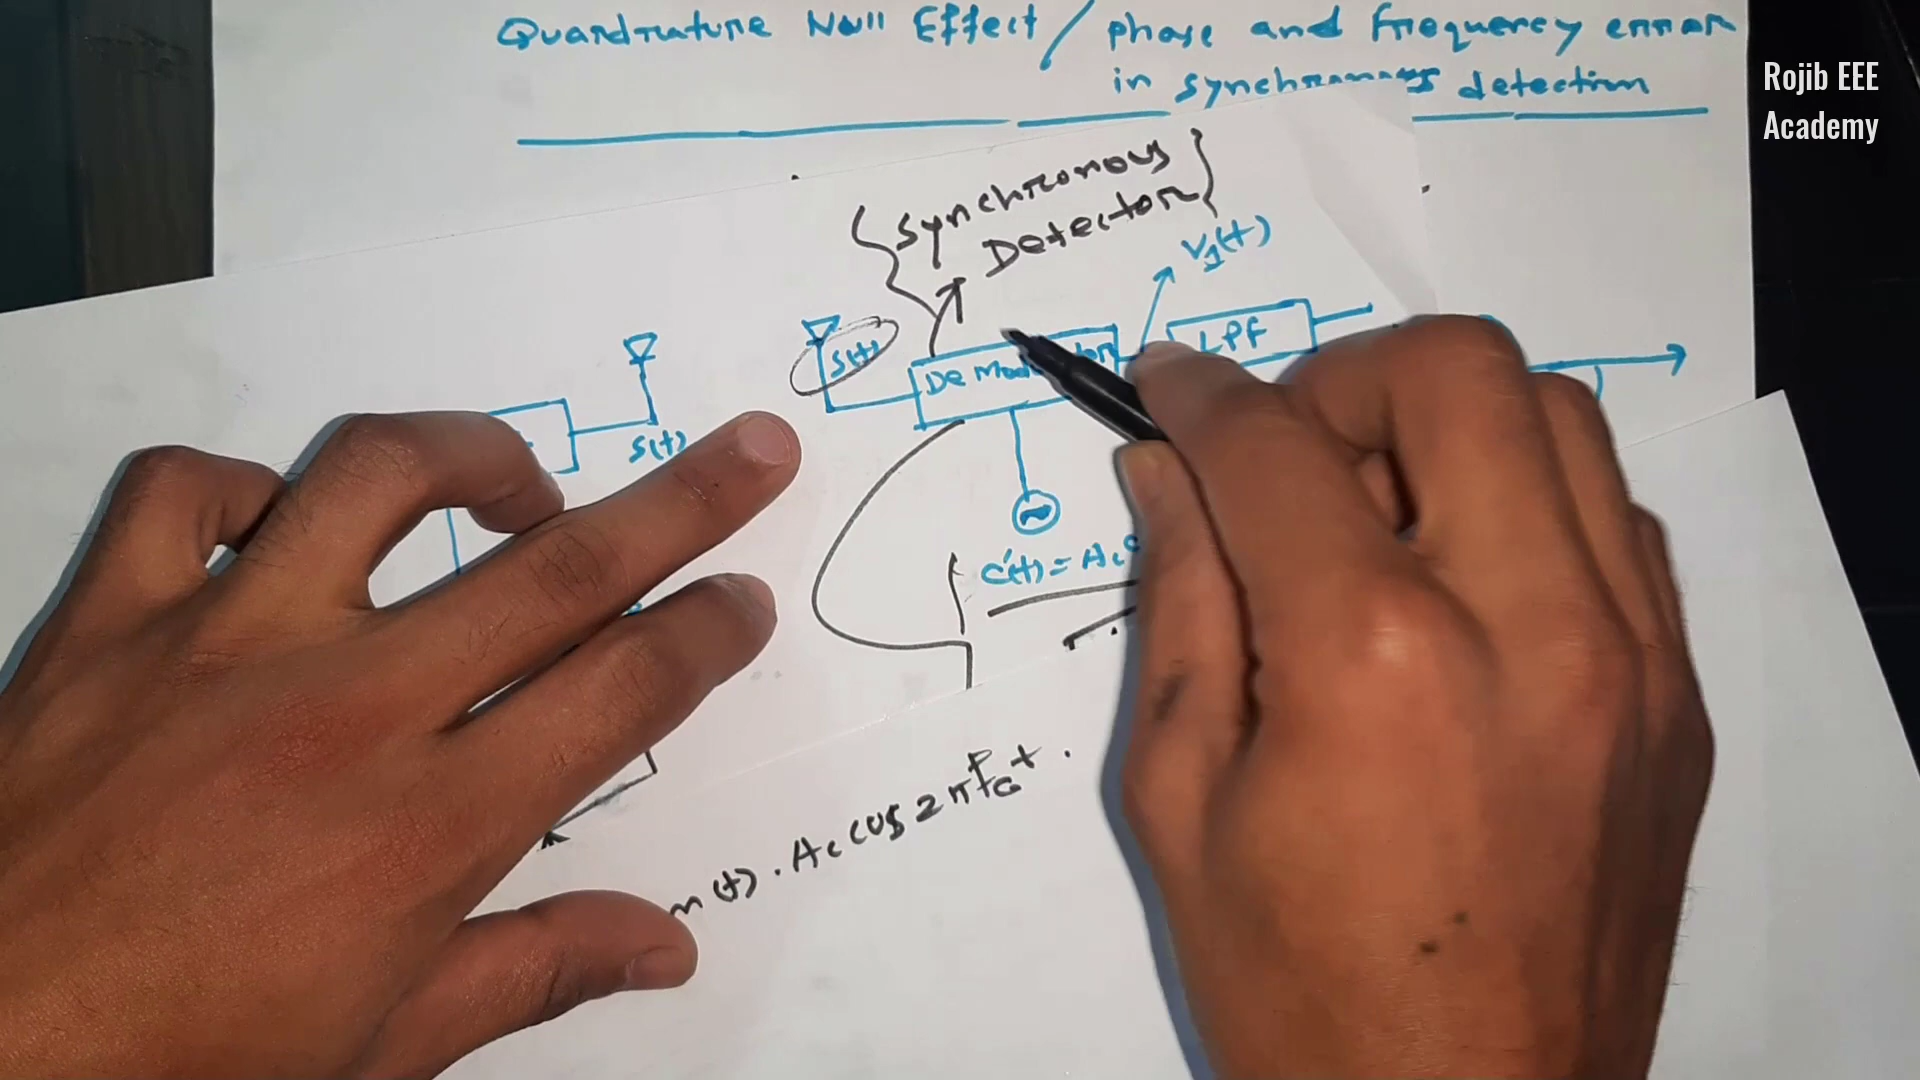 Quardrature Null Effect / phase and frequency error
in synchronous detection
Rojib EEE
Academy
{ Synchronous
Detector }
V1(t)
S(t)
LPF
S(t)
c'(t) = Ac
m(t) . Ac cos 2πfct .